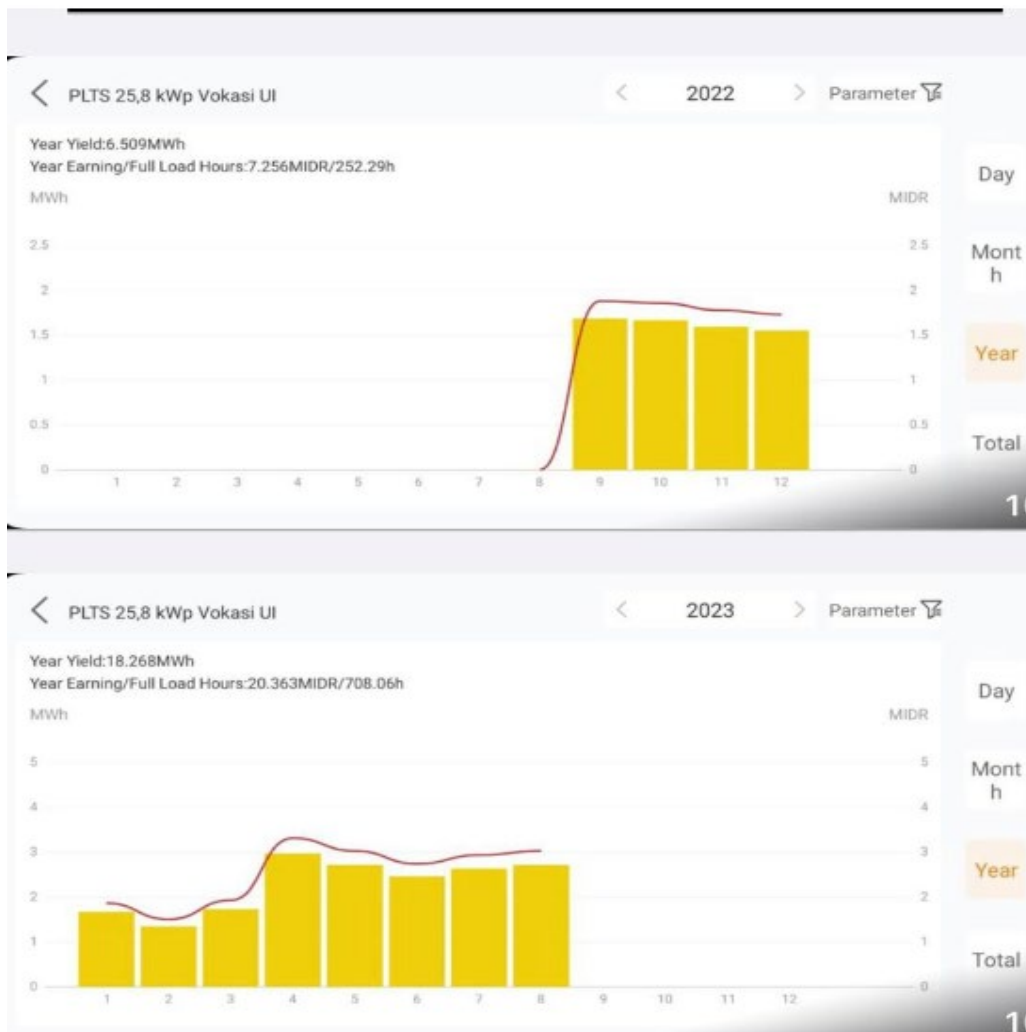 PLTS 25,8 kWp Vokasi UI
2022
Parameter
Year Yield:6.509MWh
Year Earning/Full Load Hours:7.256MIDR/252.29h
MWh MIDR
2.5 2.5
2 2
1.5 1.5
1 1
0.5 0.5
0 0
1 2 3 4 5 6 7 8 9 10 11 12
Day
Mont
h
Year
Total
PLTS 25,8 kWp Vokasi UI
2023
Parameter
Year Yield:18.268MWh
Year Earning/Full Load Hours:20.363MIDR/708.06h
MWh MIDR
5 5
4 4
3 3
2 2
1 1
0 0
1 2 3 4 5 6 7 8 9 10 11 12
Day
Mont
h
Year
Total